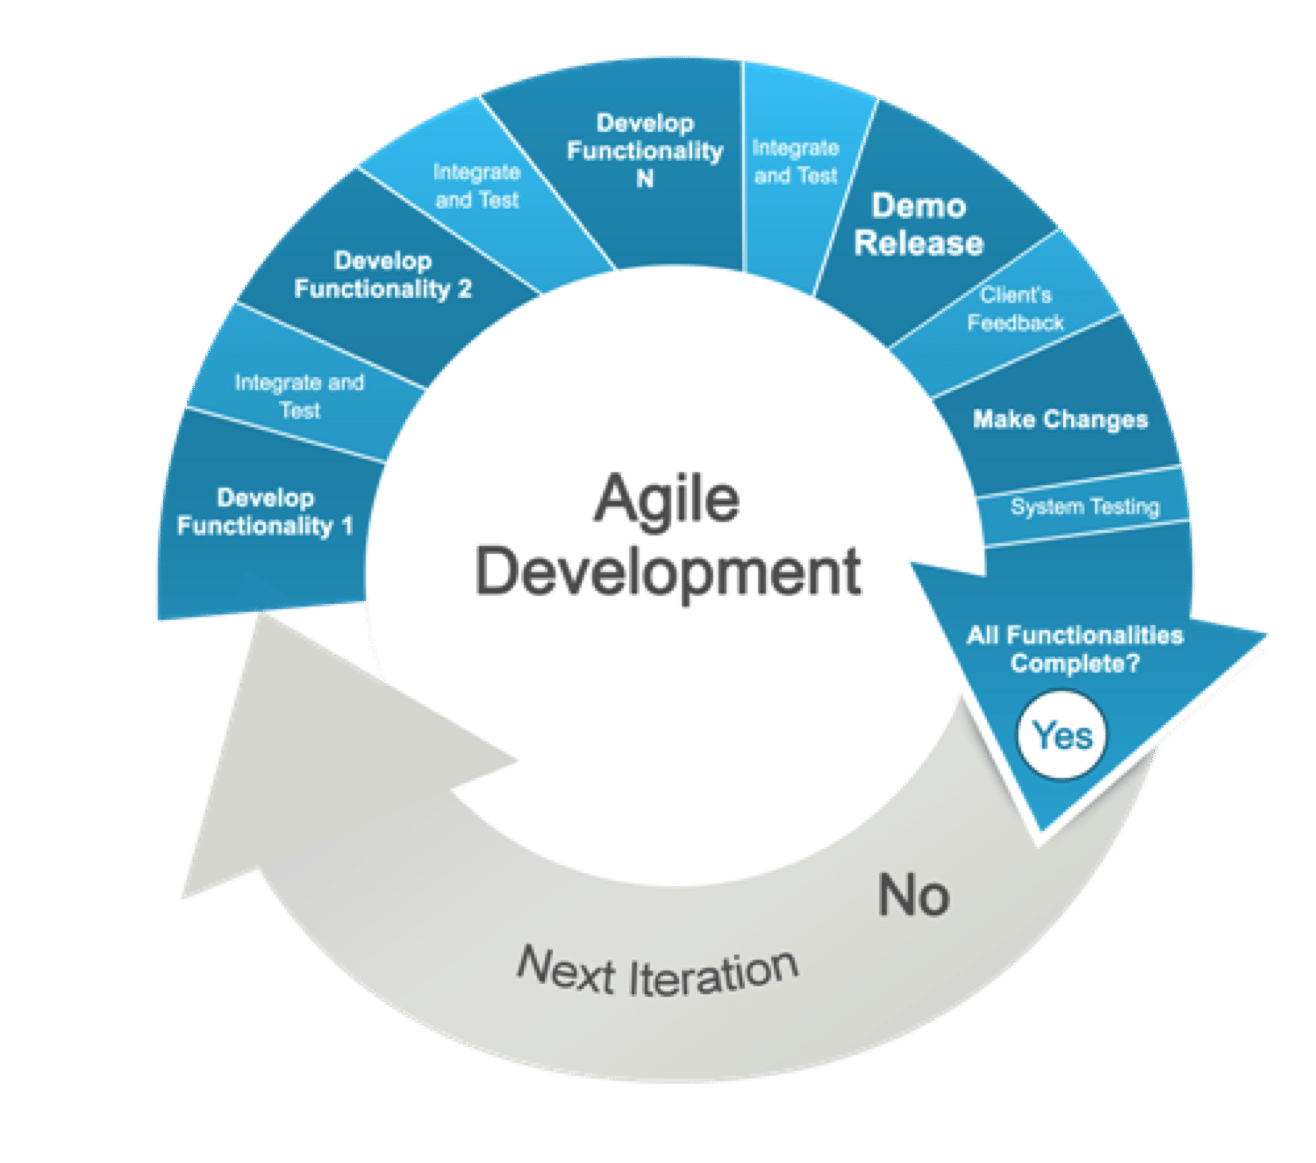 Develop
Functionality 1
Integrate and
Test
Develop
Functionality 2
Integrate
and Test
Develop
Functionality
N
Integrate
and Test
Demo
Release
Client's
Feedback
Make Changes
System Testing
All Functionalities
Complete?
Yes
No
Next Iteration
Agile
Development